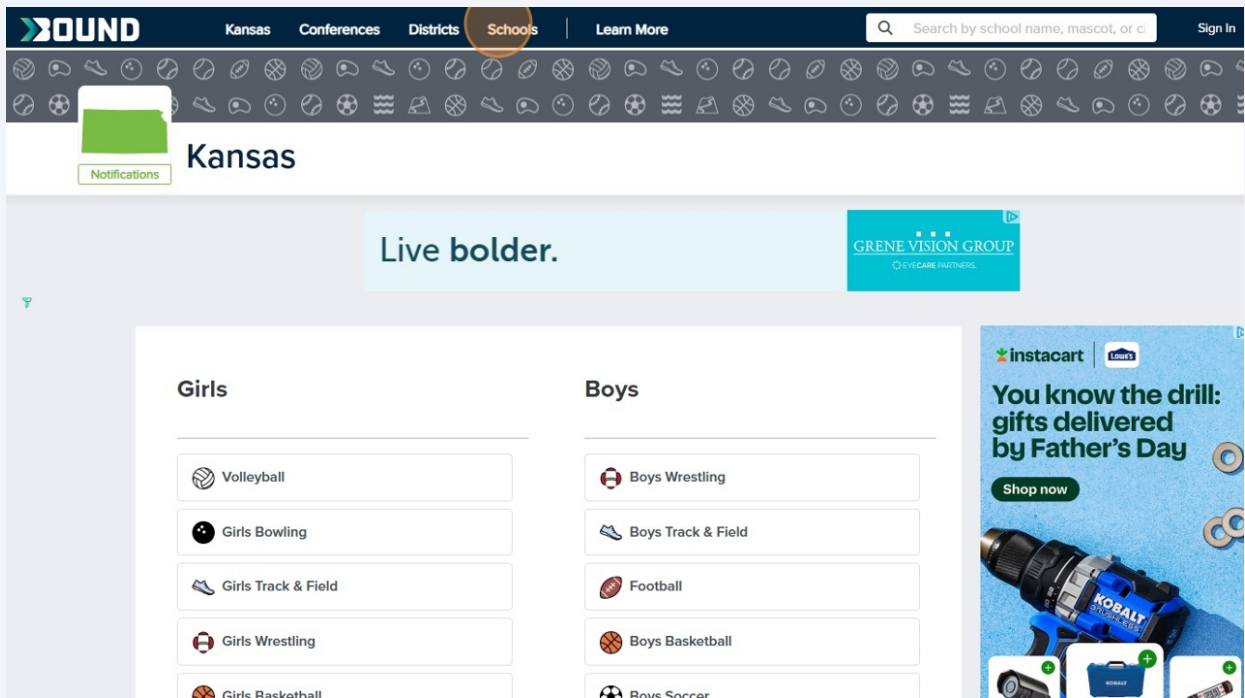 BOUND
Kansas Conferences Districts Schools Learn More
Search by school name, mascot, or ci
Sign In
Notifications
Kansas
Live bolder.
GRENE VISION GROUP
EYECARE PARTNERS
Girls
Volleyball
Girls Bowling
Girls Track & Field
Girls Wrestling
Girls Basketball
Boys
Boys Wrestling
Boys Track & Field
Football
Boys Basketball
Boys Soccer
instacart
LOWE'S
You know the drill:
gifts delivered
by Father's Day
Shop now
KOBALT
BRUSHLESS
KOBALT